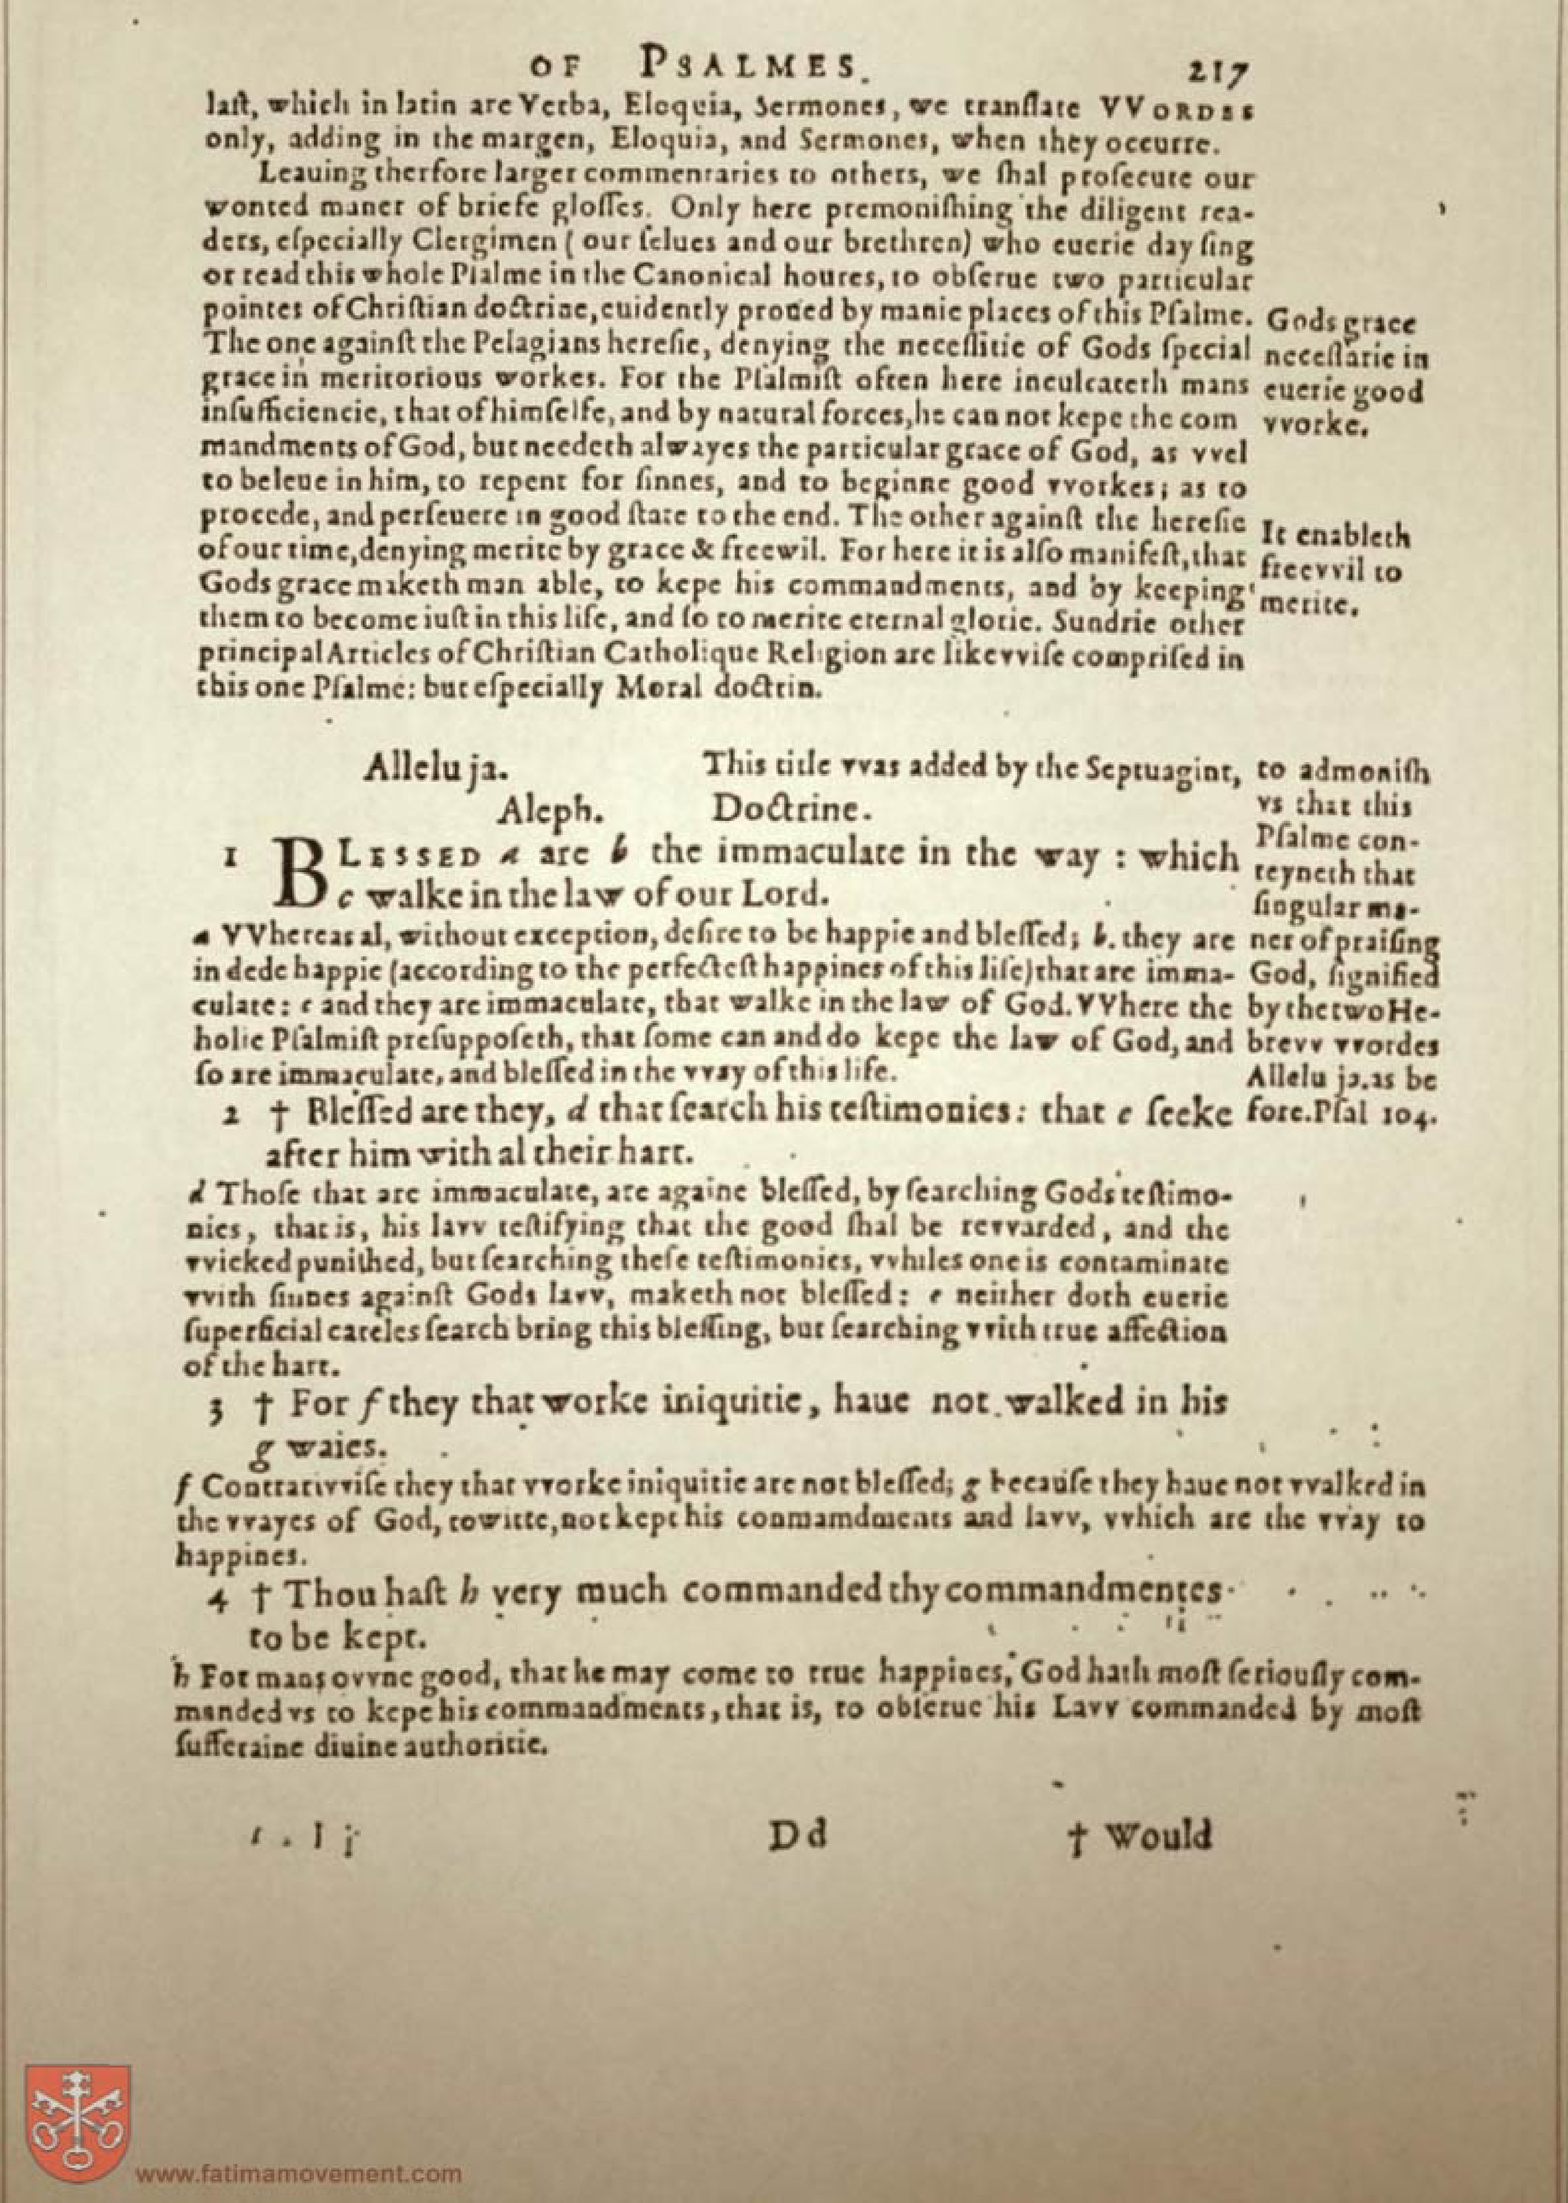 OF PSALMES. 217
laſt, which in latin are Verba, Eloquia, Sermones, we tranſlate VVORDES
only, adding in the margen, Eloquia, and Sermones, when they occurre.
Leauing therfore larger commentaries to others, we ſhal proſecute our
wonted maner of briefe gloſſes. Only here premoniſhing the diligent rea-
ders, eſpecially Clergimen ( our ſelues and our brethren) who euerie day ſing
or read this whole Pſalme in the Canonical houres, to obſerue two particular
pointes of Chriſtian doctrine, euidently proued by manie places of this Pſalme.
The one againſt the Pelagians hereſie, denying the neceſſitie of Gods ſpecial
grace in meritorious workes. For the Pſalmiſt often here inculcateth mans
inſufficiencie, that of himſelfe, and by natural forces, he can not kepe the com
mandments of God, but needeth alwayes the particular grace of God, as vvel
to beleue in him, to repent for ſinnes, and to beginne good vvorkes; as to
procede, and perſeuere in good ſtate to the end. The other againſt the hereſie
of our time, denying merite by grace & freewil. For here it is alſo manifeſt, that
Gods grace maketh man able, to kepe his commandments, and by keeping
them to become iuſt in this life, and ſo to merite eternal glorie. Sundrie other
principal Articles of Chriſtian Catholique Religion are likevviſe compriſed in
this one Pſalme: but eſpecially Moral doctrin.
Gods grace
neceſſarie in
euerie good
vvorke.
It enableth
freevvil to
merite.
Allelu ja. This title vvas added by the Septuagint,
Aleph. Doctrine.
1 BLESSED a are b the immaculate in the way : which
c walke in the law of our Lord.
a VVhereas al, without exception, deſire to be happie and bleſſed; b. they are
in dede happie (according to the perfecteſt happines of this life) that are imma-
culate: c and they are immaculate, that walke in the law of God. VVhere the
holie Pſalmiſt preſuppoſeth, that ſome can and do kepe the law of God, and
ſo are immaculate, and bleſſed in the vvay of this life.
to admoniſh
vs that this
Pſalme con-
teyneth that
ſingular ma-
ner of praiſing
God, ſignified
by the two He-
brevv vvordes
Allelu ja. as be
fore. Pſal 104.
2 † Bleſſed are they, d that ſearch his teſtimonies: that e ſeeke
after him with al their hart.
d Thoſe that are immaculate, are againe bleſſed, by ſearching Gods teſtimo-
nies, that is, his lavv teſtifying that the good ſhal be revvarded, and the
vvicked puniſhed, but ſearching theſe teſtimonies, vvhiles one is contaminate
vvith ſinnes againſt Gods lavv, maketh not bleſſed: e neither doth euerie
ſuperficial careles ſearch bring this bleſſing, but ſearching vvith true affection
of the hart.
3 † For f they that worke iniquitie, haue not walked in his
g waies.
f Contrarivviſe they that vvorke iniquitie are not bleſſed; g becauſe they haue not vvalked in
the vvayes of God, towitte, not kept his conmamdments and lavv, vvhich are the vvay to
happines.
4 † Thou haſt h very much commanded thy commandmentes
to be kept.
h For mans ovvne good, that he may come to true happines, God hath moſt ſeriouſly com-
manded vs to kepe his commandments, that is, to obſerue his Lavv commanded by moſt
ſufferaine diuine authoritie.
Dd † Would
www.fatimamovement.com